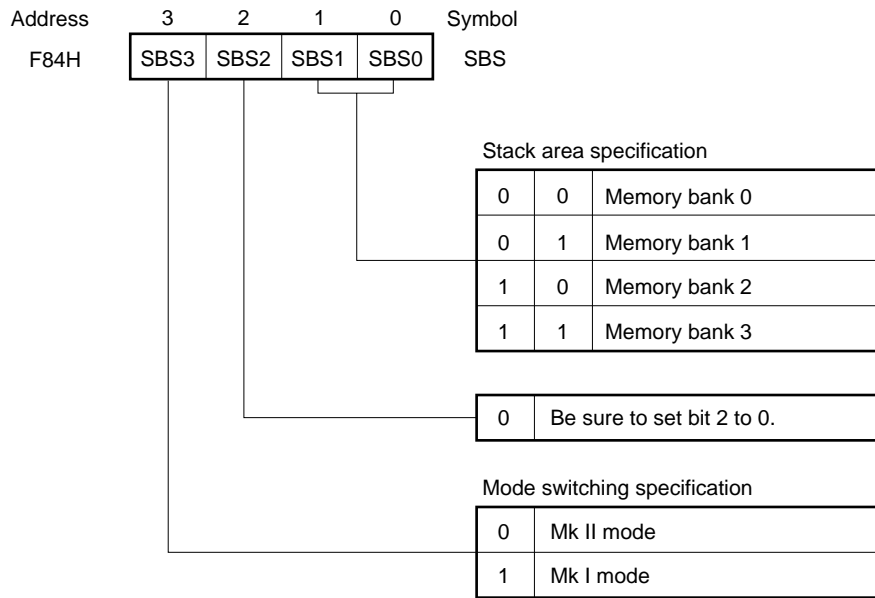 Address 3 2 1 0 Symbol
F84H SBS3 SBS2 SBS1 SBS0 SBS
Stack area specification
0 0 Memory bank 0
0 1 Memory bank 1
1 0 Memory bank 2
1 1 Memory bank 3
0 Be sure to set bit 2 to 0.
Mode switching specification
0 Mk II mode
1 Mk I mode